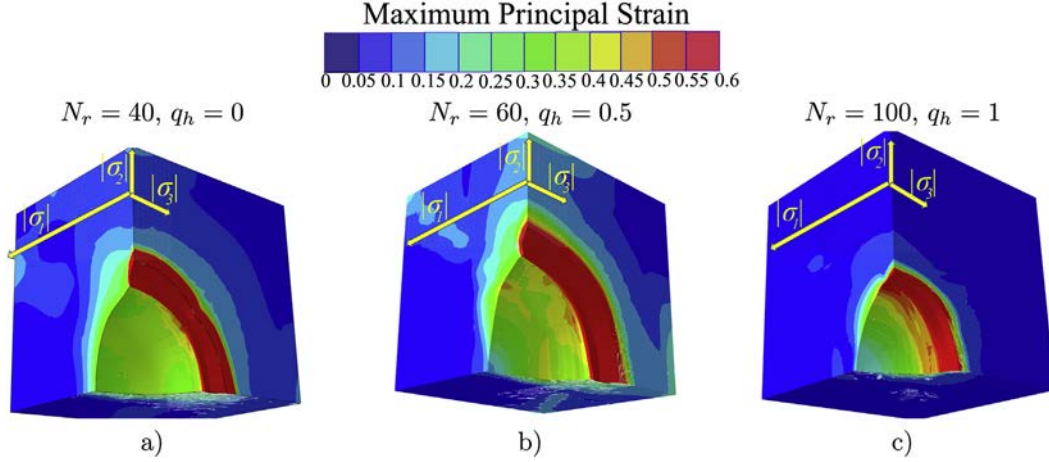 Maximum Principal Strain
0 0.05 0.1 0.15 0.2 0.25 0.3 0.35 0.4 0.45 0.5 0.55 0.6
N_r = 40, q_h = 0
N_r = 60, q_h = 0.5
N_r = 100, q_h = 1
|σ_2|
|σ_3|
|σ_1|
|σ_2|
|σ_3|
|σ_1|
|σ_2|
|σ_3|
|σ_1|
a)
b)
c)